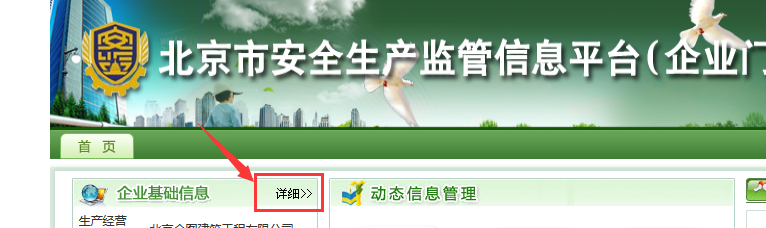 北京市安全生产监管信息平台(企业门
首 页
企业基础信息
详细>>
动态信息管理
生产经营